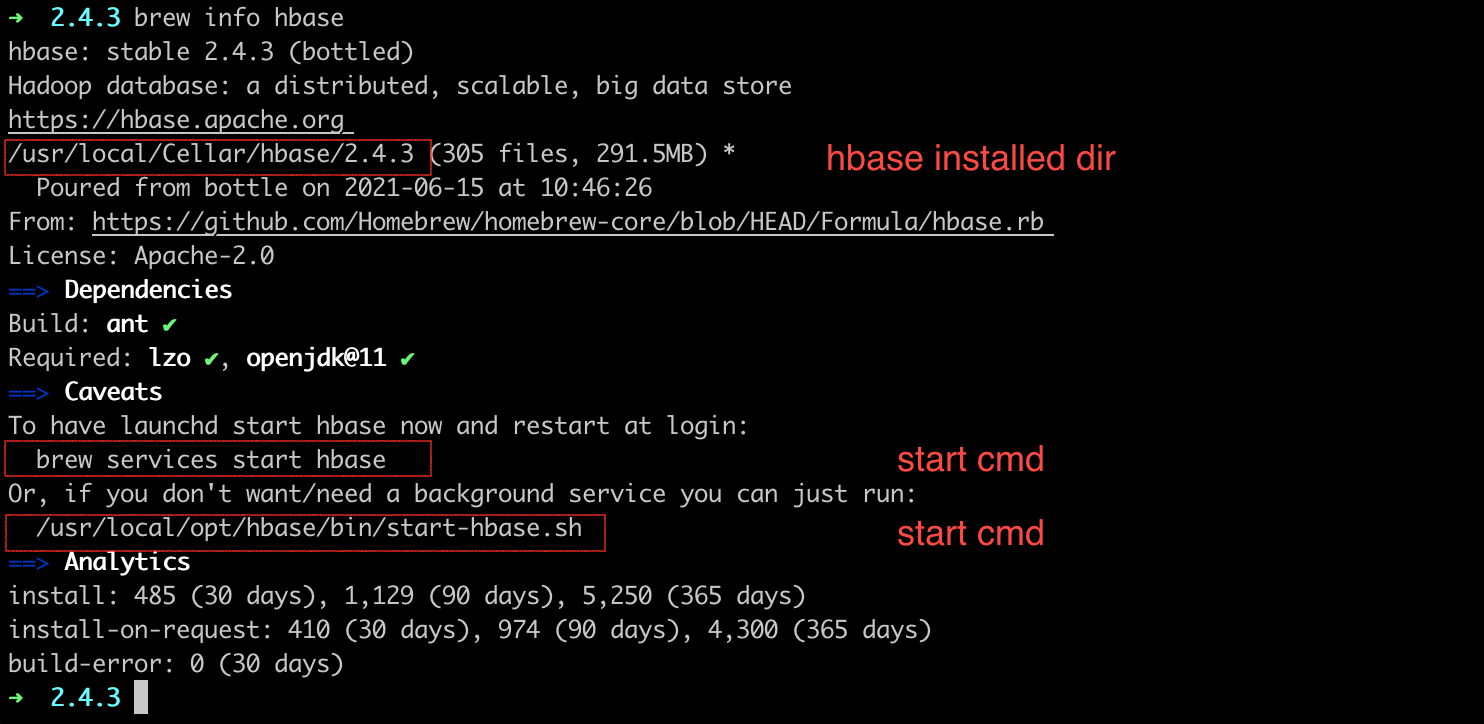 ➜  2.4.3 brew info hbase
hbase: stable 2.4.3 (bottled)
Hadoop database: a distributed, scalable, big data store
https://hbase.apache.org
/usr/local/Cellar/hbase/2.4.3 (305 files, 291.5MB) * hbase installed dir
  Poured from bottle on 2021-06-15 at 10:46:26
From: https://github.com/Homebrew/homebrew-core/blob/HEAD/Formula/hbase.rb
License: Apache-2.0
==> Dependencies
Build: ant ✔
Required: lzo ✔, openjdk@11 ✔
==> Caveats
To have launchd start hbase now and restart at login:
  brew services start hbase start cmd
Or, if you don't want/need a background service you can just run:
  /usr/local/opt/hbase/bin/start-hbase.sh start cmd
==> Analytics
install: 485 (30 days), 1,129 (90 days), 5,250 (365 days)
install-on-request: 410 (30 days), 974 (90 days), 4,300 (365 days)
build-error: 0 (30 days)
➜  2.4.3